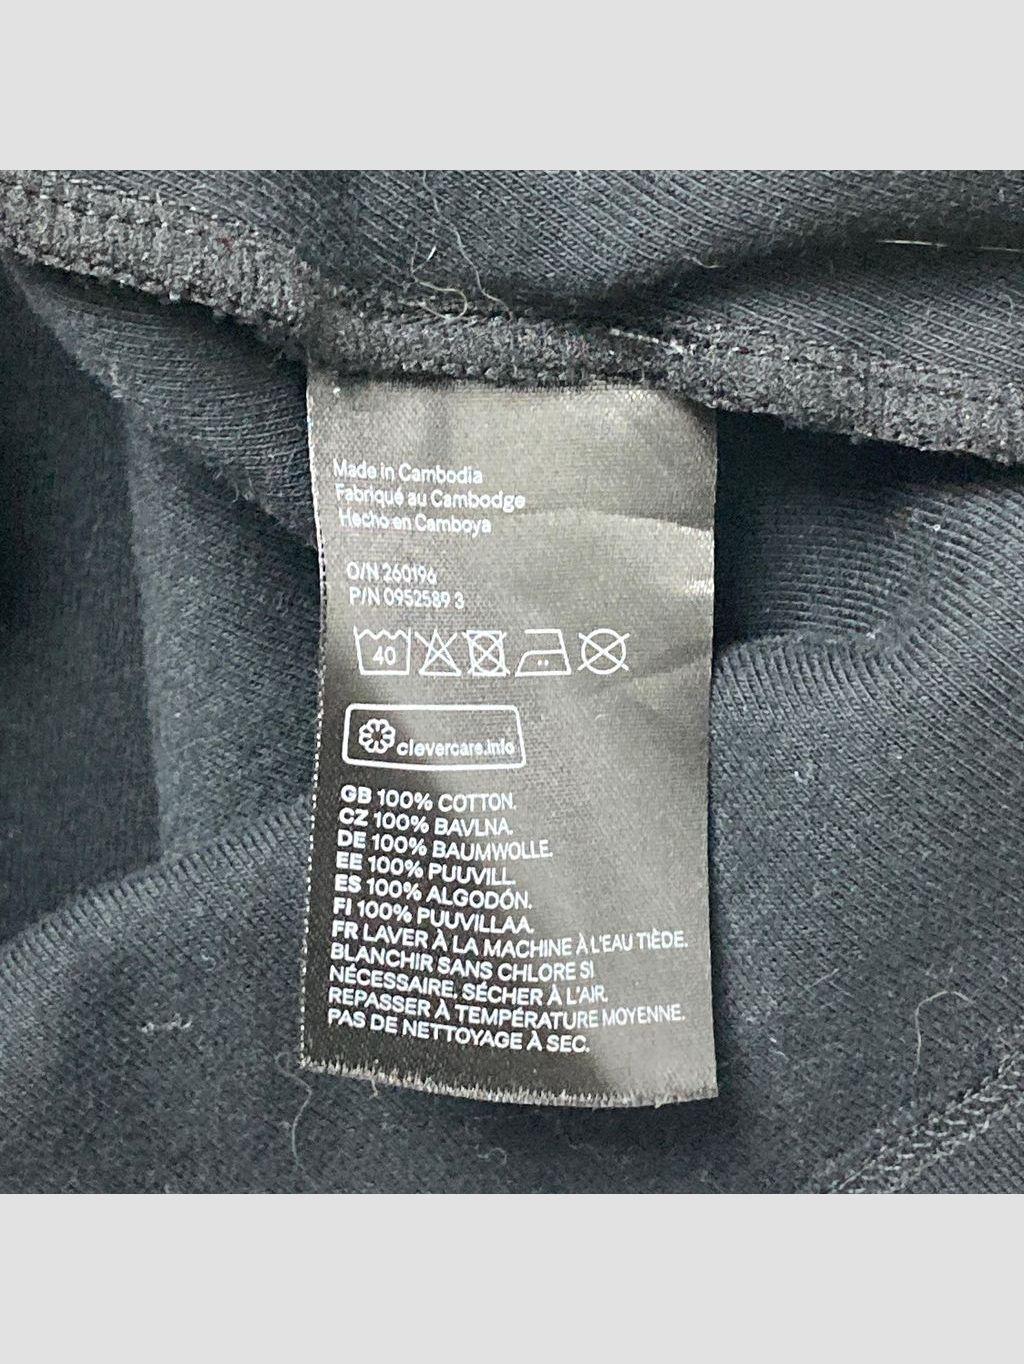 Made in Cambodia
Fabriqué au Cambodge
Hecho en Camboya
O/N 260196
P/N 0952589 3
40
clevercare.info
GB 100% COTTON.
CZ 100% BAVLNA.
DE 100% BAUMWOLLE.
EE 100% PUUVILL.
ES 100% ALGODÓN.
FI 100% PUUVILLAA.
FR LAVER À LA MACHINE À L'EAU TIÈDE.
BLANCHIR SANS CHLORE SI
NÉCESSAIRE. SÉCHER À L'AIR.
REPASSER À TEMPÉRATURE MOYENNE.
PAS DE NETTOYAGE À SEC.